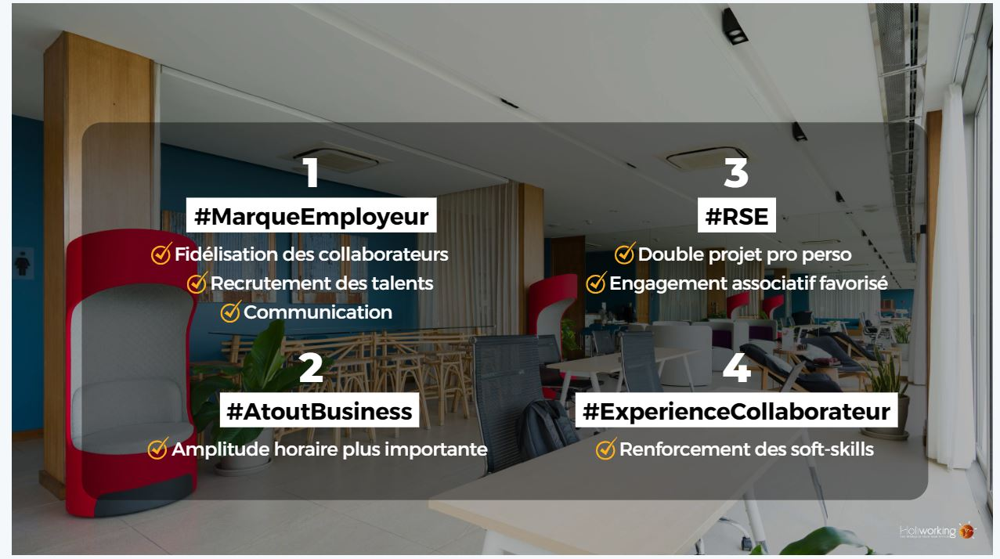 1
#MarqueEmployeur
Fidélisation des collaborateurs
Recrutement des talents
Communication
2
#AtoutBusiness
Amplitude horaire plus importante
3
#RSE
Double projet pro perso
Engagement associatif favorisé
4
#ExperienceCollaborateur
Renforcement des soft-skills
Holiworking